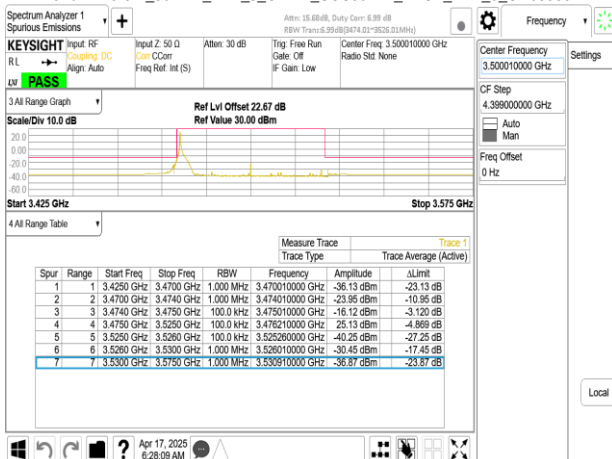 Spectrum Analyzer 1
Spurious Emissions
Attn: 15.68dB, Duty Corr: 6.99 dB
RBW Trans:6.99dB(3474.01~3526.01MHz)
Frequency
KEYSIGHT
Input: RF
Input Z: 50 Ω
Atten: 30 dB
Trig: Free Run
Center Freq: 3.500010000 GHz
RL
Coupling: DC
Corr CCorr
Gate: Off
Radio Std: None
Align: Auto
Freq Ref: Int (S)
IF Gain: Low
LXI
PASS
Center Frequency
3.500010000 GHz
Settings
CF Step
4.399000000 GHz
Auto
Man
Freq Offset
0 Hz
3 All Range Graph
Ref Lvl Offset 22.67 dB
Scale/Div 10.0 dB
Ref Value 30.00 dBm
20.0
0.00
-20.0
-40.0
-60.0
Start 3.425 GHz
Stop 3.575 GHz
4 All Range Table
Measure Trace Trace 1
Trace Type Trace Average (Active)
Spur Range Start Freq Stop Freq RBW Frequency Amplitude ΔLimit
1 1 3.4250 GHz 3.4700 GHz 1.000 MHz 3.470010000 GHz -36.13 dBm -23.13 dB
2 2 3.4700 GHz 3.4740 GHz 1.000 MHz 3.474010000 GHz -23.95 dBm -10.95 dB
3 3 3.4740 GHz 3.4750 GHz 100.0 kHz 3.475010000 GHz -16.12 dBm -3.120 dB
4 4 3.4750 GHz 3.5250 GHz 100.0 kHz 3.476210000 GHz 25.13 dBm -4.869 dB
5 5 3.5250 GHz 3.5260 GHz 100.0 kHz 3.525260000 GHz -40.25 dBm -27.25 dB
6 6 3.5260 GHz 3.5300 GHz 1.000 MHz 3.526010000 GHz -30.45 dBm -17.45 dB
7 7 3.5300 GHz 3.5750 GHz 1.000 MHz 3.530910000 GHz -36.87 dBm -23.87 dB
Local
?
Apr 17, 2025
6:28:09 AM